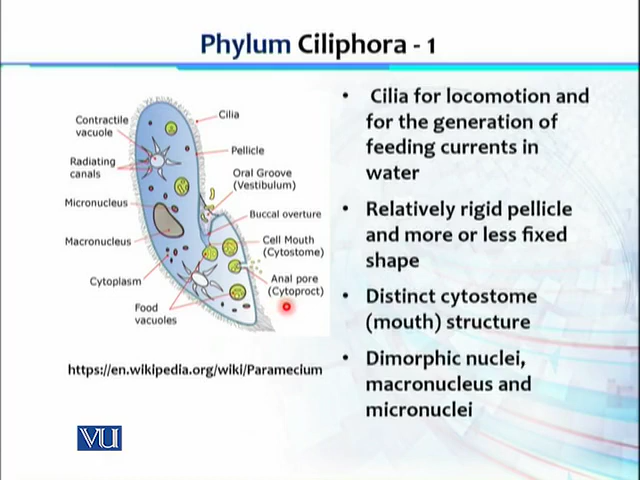 Phylum Ciliphora - 1
Contractile
vacuole
Radiating
canals
Micronucleus
Macronucleus
Cytoplasm
Food
vacuoles
Cilia
Pellicle
Oral Groove
(Vestibulum)
Buccal overture
Cell Mouth
(Cytostome)
Anal pore
(Cytoproct)
https://en.wikipedia.org/wiki/Paramecium
VU
• Cilia for locomotion and
for the generation of
feeding currents in
water
• Relatively rigid pellicle
and more or less fixed
shape
• Distinct cytostome
(mouth) structure
• Dimorphic nuclei,
macronucleus and
micronuclei